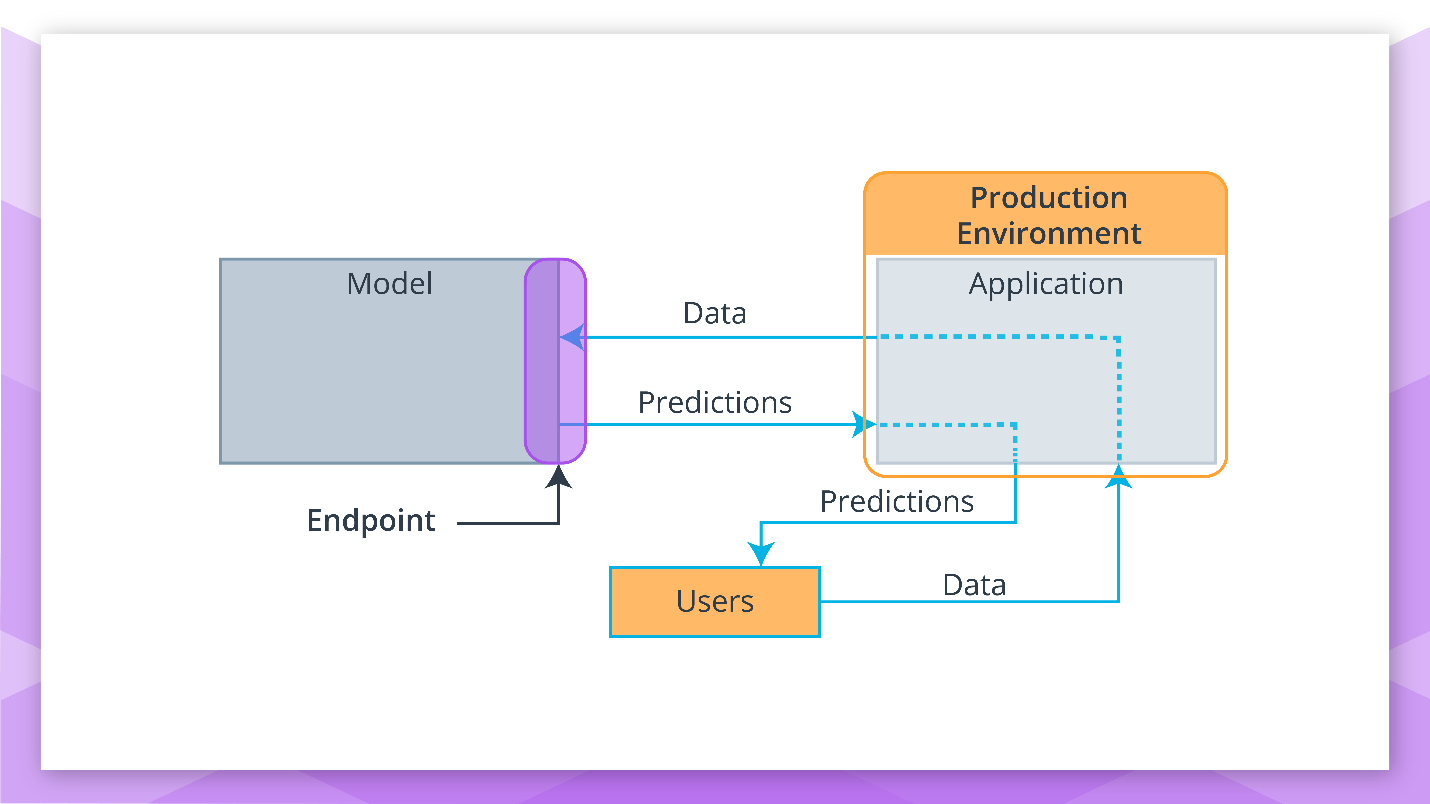 Production
Environment
Model
Application
Data
Predictions
Predictions
Endpoint
Data
Users